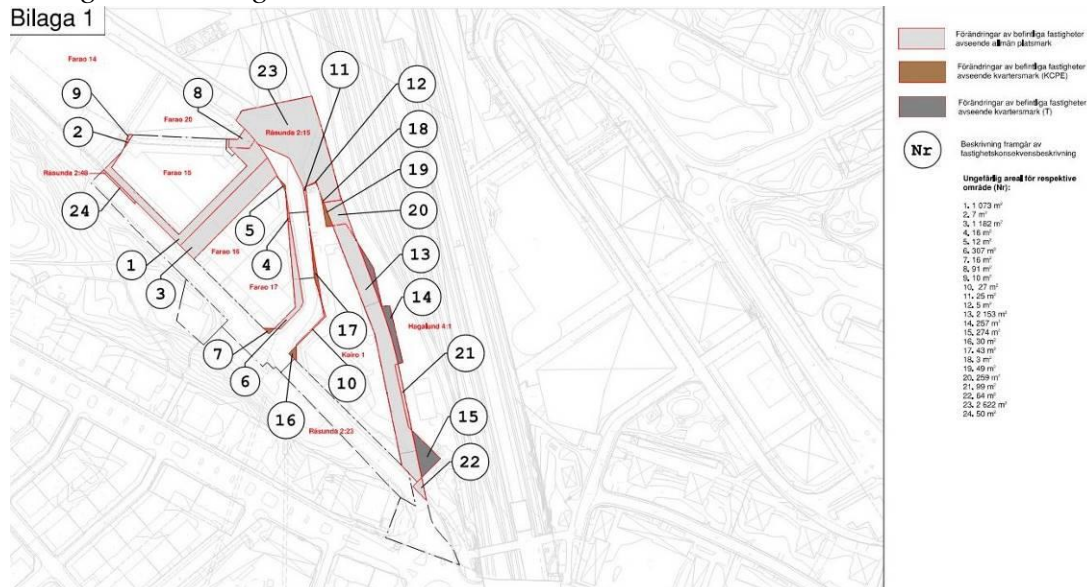 Bilaga 1
Farao 14
9
2
8
23
11
12
18
19
20
Farao 20
Råsunda 2:15
Farao 15
Råsunda 2:48
24
5
4
13
1
3
Farao 16
Farao 17
14
Hagalund 4:1
17
21
7
6
Kairo 1
10
16
Råsunda 2:23
15
22
Förändringar av befintliga fastigheter
avseende allmän platsmark
Förändringar av befintliga fastigheter
avseende kvartersmark (KCPE)
Förändringar av befintliga fastigheter
avseende kvartersmark (T)
Nr
Beskrivning framgår av
fastighetskonsekvensbeskrivning
Ungefärlig areal för respektive
område (Nr):
1. 1 073 m²
2. 7 m²
3. 1 182 m²
4. 16 m²
5. 12 m²
6. 307 m²
7. 16 m²
8. 91 m²
9. 10 m²
10. 27 m²
11. 25 m²
12. 5 m²
13. 2 153 m²
14. 257 m²
15. 274 m²
16. 30 m²
17. 43 m²
18. 3 m²
19. 49 m²
20. 259 m²
21. 99 m²
22. 64 m²
23. 2 622 m²
24. 50 m²